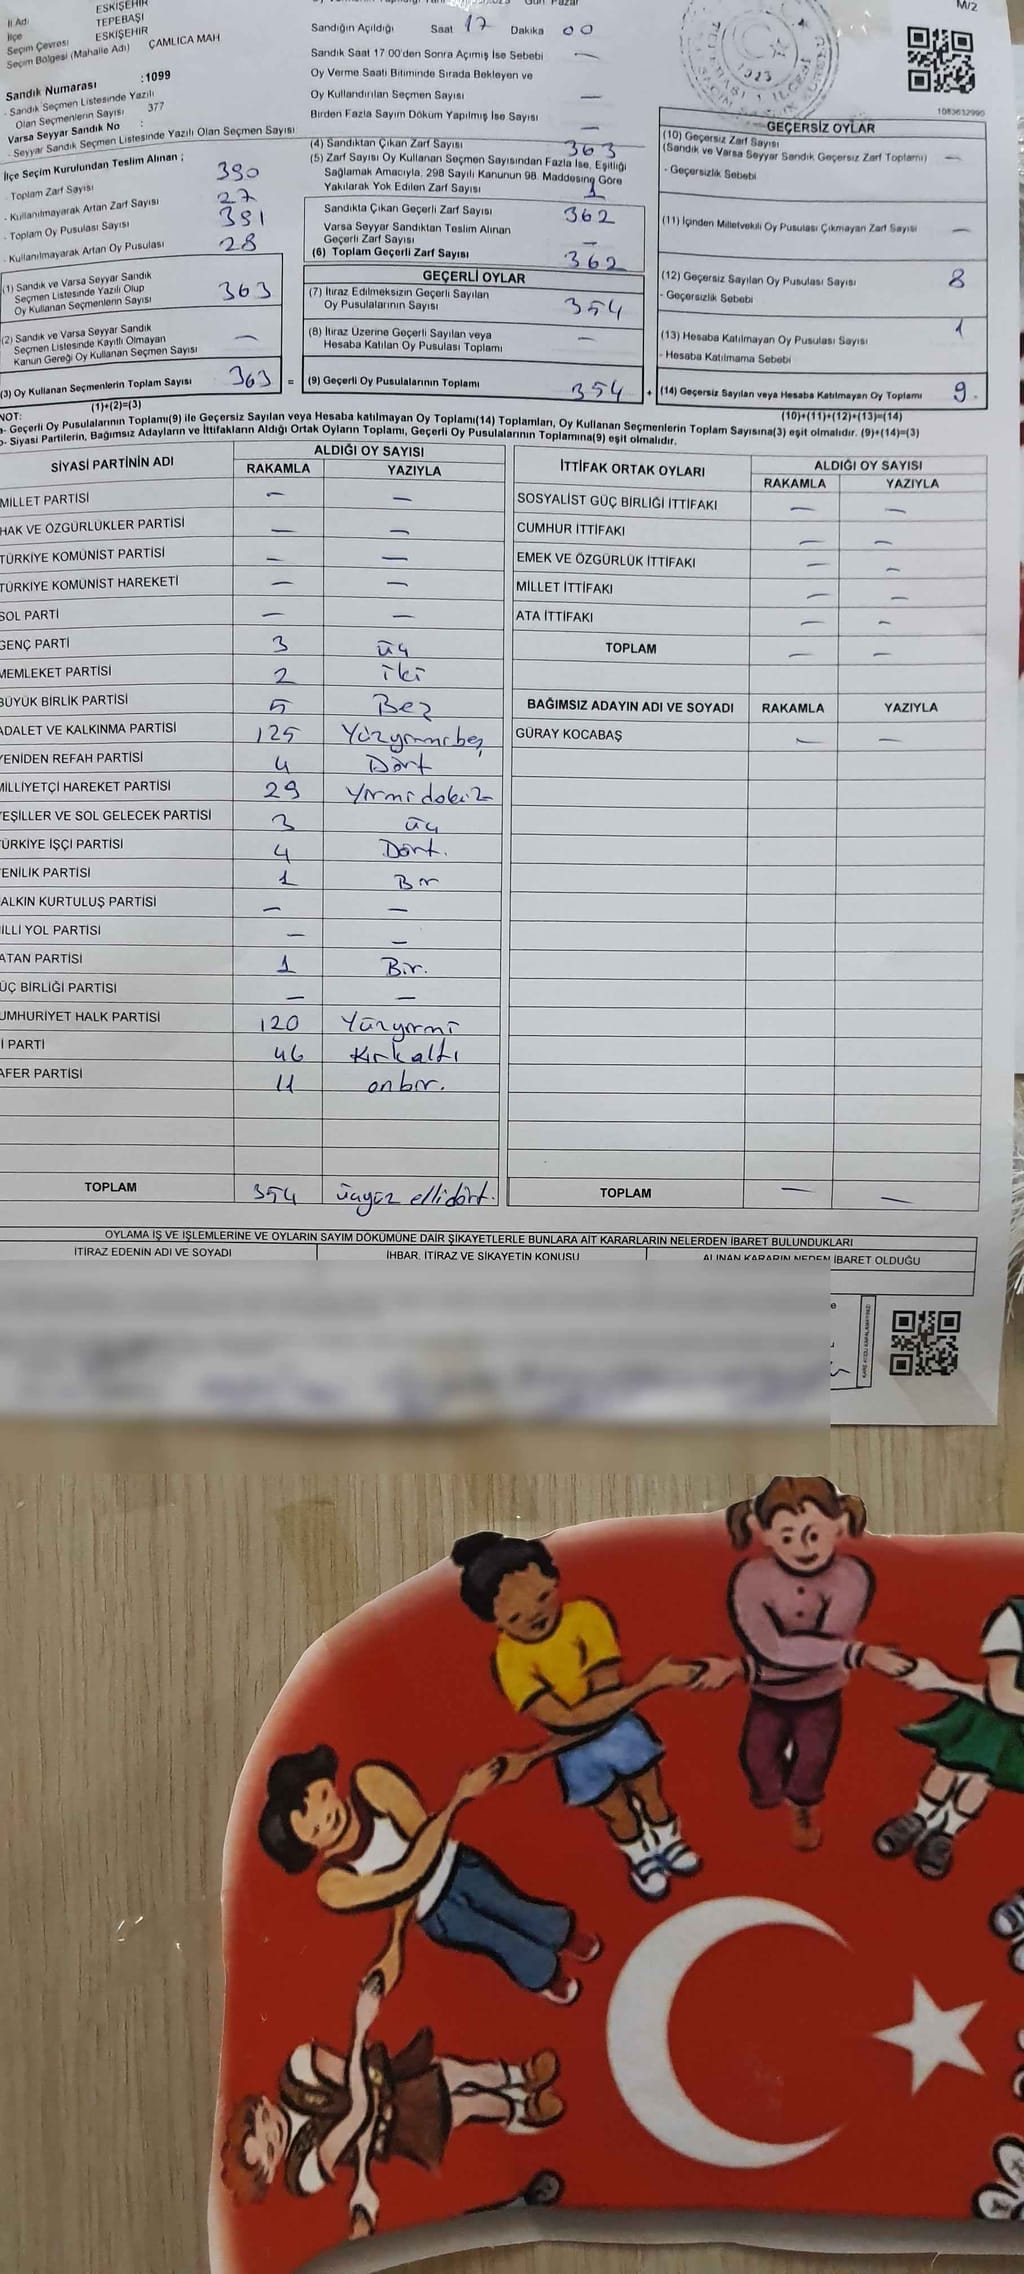 İl Adı ESKİŞEHİR
İlçe TEPEBAŞI
Seçim Çevresi ESKİŞEHİR
Seçim Bölgesi (Mahalle Adı) ÇAMLICA MAH.
Sandık Numarası :1099
- Sandık Seçmen Listesinde Yazılı
Olan Seçmenlerin Sayısı 377
Varsa Seyyar Sandık No :
- Seyyar Sandık Seçmen Listesinde Yazılı Olan Seçmen Sayısı
İlçe Seçim Kurulundan Teslim Alınan ;
- Toplam Zarf Sayısı 390
- Kullanılmayarak Artan Zarf Sayısı 27
- Toplam Oy Pusulası Sayısı 391
- Kullanılmayarak Artan Oy Pusulası 28
(1) Sandık ve Varsa Seyyar Sandık
Seçmen Listesinde Yazılı Olup
Oy Kullanan Seçmenlerin Sayısı 363
(2) Sandık ve Varsa Seyyar Sandık
Seçmen Listesinde Kayıtlı Olmayan
Kanun Gereği Oy Kullanan Seçmen Sayısı —
(3) Oy Kullanan Seçmenlerin Toplam Sayısı 363 =
(1)+(2)=(3)
Gün Pazar
Sandığın Açıldığı Saat 17 Dakika 00
Sandık Saat 17.00'den Sonra Açımış İse Sebebi —
Oy Verme Saati Bitiminde Sırada Bekleyen ve
Oy Kullandırılan Seçmen Sayısı —
Birden Fazla Sayım Döküm Yapılmış İse Sayısı —
(4) Sandıktan Çıkan Zarf Sayısı 363
(5) Zarf Sayısı Oy Kullanan Seçmen Sayısından Fazla İse, Eşitliği
Sağlamak Amacıyla, 298 Sayılı Kanunun 98. Maddesine Göre
Yakılarak Yok Edilen Zarf Sayısı 1
Sandıkta Çıkan Geçerli Zarf Sayısı 362
Varsa Seyyar Sandıktan Teslim Alınan
Geçerli Zarf Sayısı —
(6) Toplam Geçerli Zarf Sayısı 362
GEÇERLİ OYLAR
(7) İtiraz Edilmeksizin Geçerli Sayılan
Oy Pusulalarının Sayısı 354
(8) İtiraz Üzerine Geçerli Sayılan veya
Hesaba Katılan Oy Pusulası Toplamı —
(9) Geçerli Oy Pusulalarının Toplamı 354 +
M/2
1923
1083632990
GEÇERSİZ OYLAR
(10) Geçersiz Zarf Sayısı
(Sandık ve Varsa Seyyar Sandık Geçersiz Zarf Toplamı) —
- Geçersizlik Sebebi
(11) İçinden Milletvekili Oy Pusulası Çıkmayan Zarf Sayısı —
(12) Geçersiz Sayılan Oy Pusulası Sayısı 8
- Geçersizlik Sebebi
(13) Hesaba Katılmayan Oy Pusulası Sayısı 1
- Hesaba Katılmama Sebebi
(14) Geçersiz Sayılan veya Hesaba Katılmayan Oy Toplamı 9.
(10)+(11)+(12)+(13)=(14)
NOT:
a- Geçerli Oy Pusulalarının Toplamı(9) ile Geçersiz Sayılan veya Hesaba katılmayan Oy Toplamı(14) Toplamları, Oy Kullanan Seçmenlerin Toplam Sayısına(3) eşit olmalıdır. (9)+(14)=(3)
b- Siyasi Partilerin, Bağımsız Adayların ve İttifakların Aldığı Ortak Oyların Toplamı, Geçerli Oy Pusulalarının Toplamına(9) eşit olmalıdır.
SİYASİ PARTİNİN ADI ALDIĞI OY SAYISI
RAKAMLA YAZIYLA
MİLLET PARTİSİ — —
HAK VE ÖZGÜRLÜKLER PARTİSİ — —
TÜRKİYE KOMÜNİST PARTİSİ — —
TÜRKİYE KOMÜNİST HAREKETİ — —
SOL PARTİ — —
GENÇ PARTİ 3 üç
MEMLEKET PARTİSİ 2 iki
BÜYÜK BİRLİK PARTİSİ 5 Beş
ADALET VE KALKINMA PARTİSİ 125 Yüzyirmibeş
YENİDEN REFAH PARTİSİ 4 Dört
MİLLİYETÇİ HAREKET PARTİSİ 29 Yirmidokuz
YEŞİLLER VE SOL GELECEK PARTİSİ 3 üç
TÜRKİYE İŞÇİ PARTİSİ 4 Dört.
ENİLİK PARTİSİ 1 Bir
ALKIN KURTULUŞ PARTİSİ — —
İLLİ YOL PARTİSİ — —
ATAN PARTİSİ 1 Bir.
ÜÇ BİRLİĞİ PARTİSİ — —
UMHURİYET HALK PARTİSİ 120 Yüzyirmi
İ PARTİ 46 Kırkaltı
AFER PARTİSİ 11 onbir.
TOPLAM 354 üçyüz ellidört.
İTTİFAK ORTAK OYLARI ALDIĞI OY SAYISI
RAKAMLA YAZIYLA
SOSYALİST GÜÇ BİRLİĞİ İTTİFAKI — —
CUMHUR İTTİFAKI — —
EMEK VE ÖZGÜRLÜK İTTİFAKI — —
MİLLET İTTİFAKI — —
ATA İTTİFAKI — —
TOPLAM — —
BAĞIMSIZ ADAYIN ADI VE SOYADI RAKAMLA YAZIYLA
GÜRAY KOCABAŞ — —
TOPLAM — —
OYLAMA İŞ VE İŞLEMLERİNE VE OYLARIN SAYIM DÖKÜMÜNE DAİR ŞİKAYETLERLE BUNLARA AİT KARARLARIN NELERDEN İBARET BULUNDUKLARI
İTİRAZ EDENİN ADI VE SOYADI İHBAR, İTİRAZ VE ŞİKAYETİN KONUSU ALINAN KARARIN NEDEN İBARET OLDUĞU